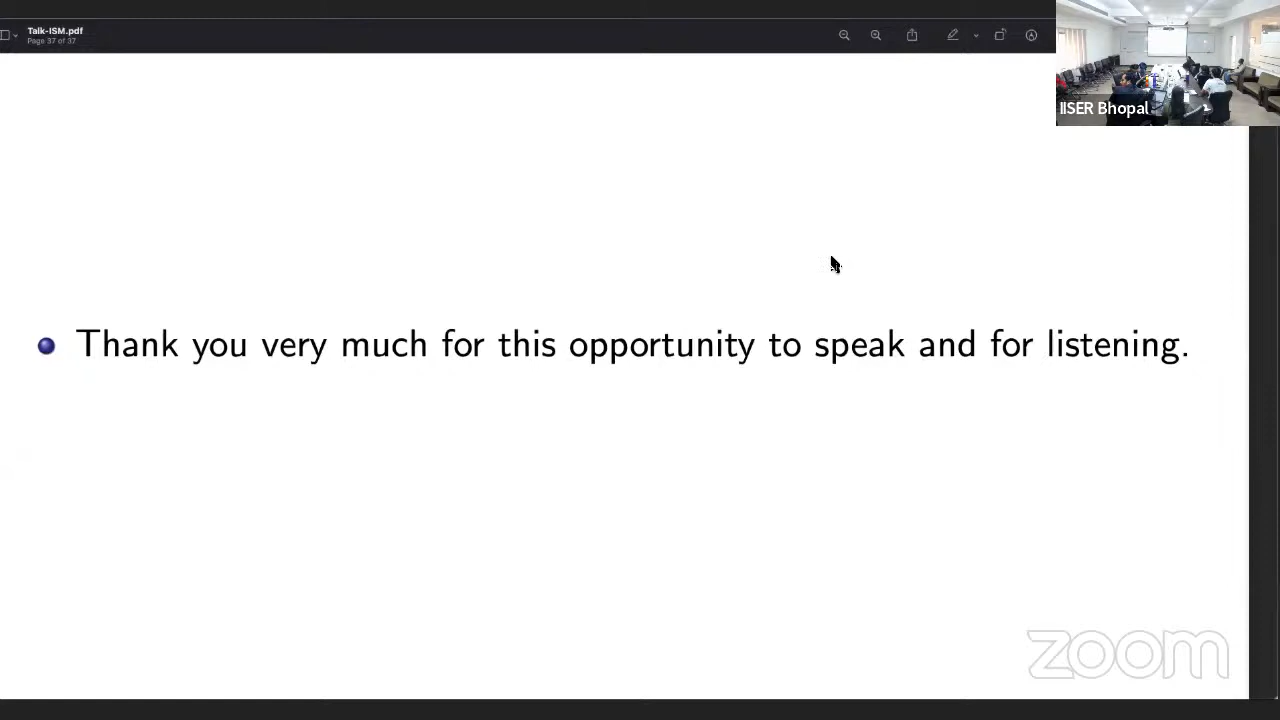 Talk-ISM.pdf
Page 37 of 37
IISER Bhopal
Thank you very much for this opportunity to speak and for listening.
zoom